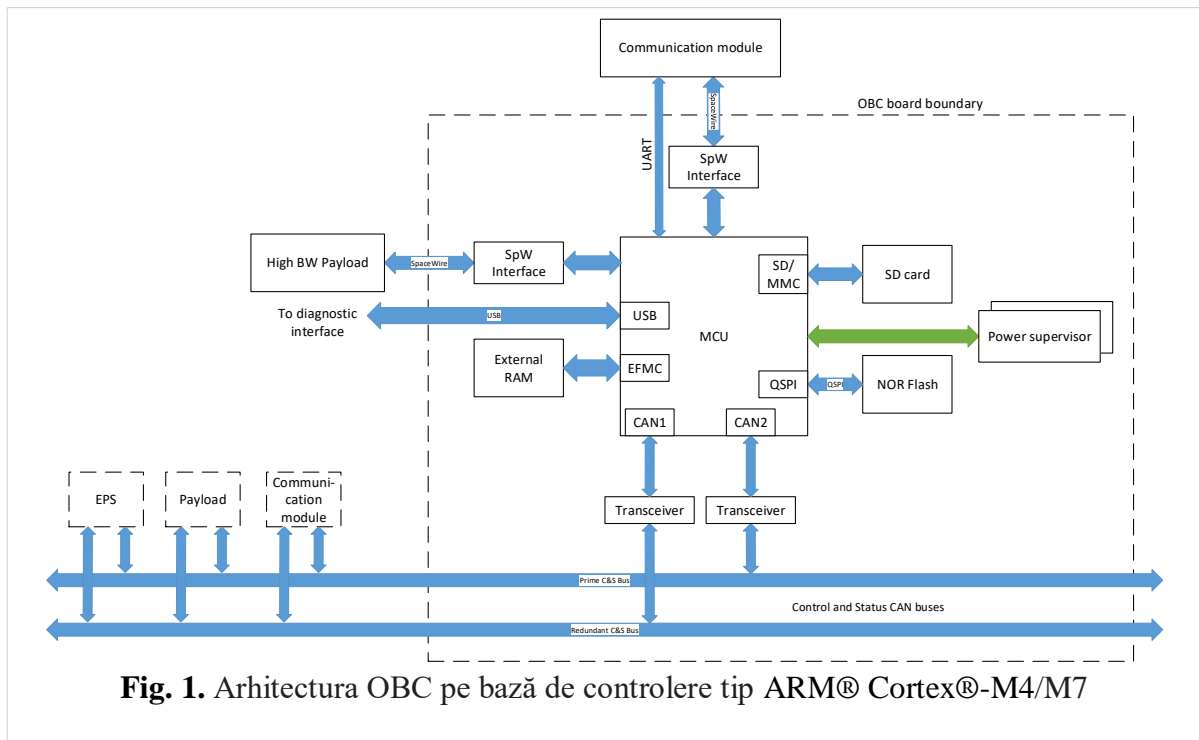 Communication module
OBC board boundary
SpaceWire
UART
SpW
Interface
High BW Payload
SpaceWire
SpW
Interface
SD/
MMC
SD card
To diagnostic
interface
USB
USB
MCU
Power supervisor
External
RAM
EFMC
QSPI
QSPI
NOR Flash
CAN1
CAN2
EPS
Payload
Communi-
cation
module
Transceiver
Transceiver
Prime C&S Bus
Control and Status CAN buses
Redundant C&S Bus
Fig. 1. Arhitectura OBC pe bază de controlere tip ARM® Cortex®-M4/M7